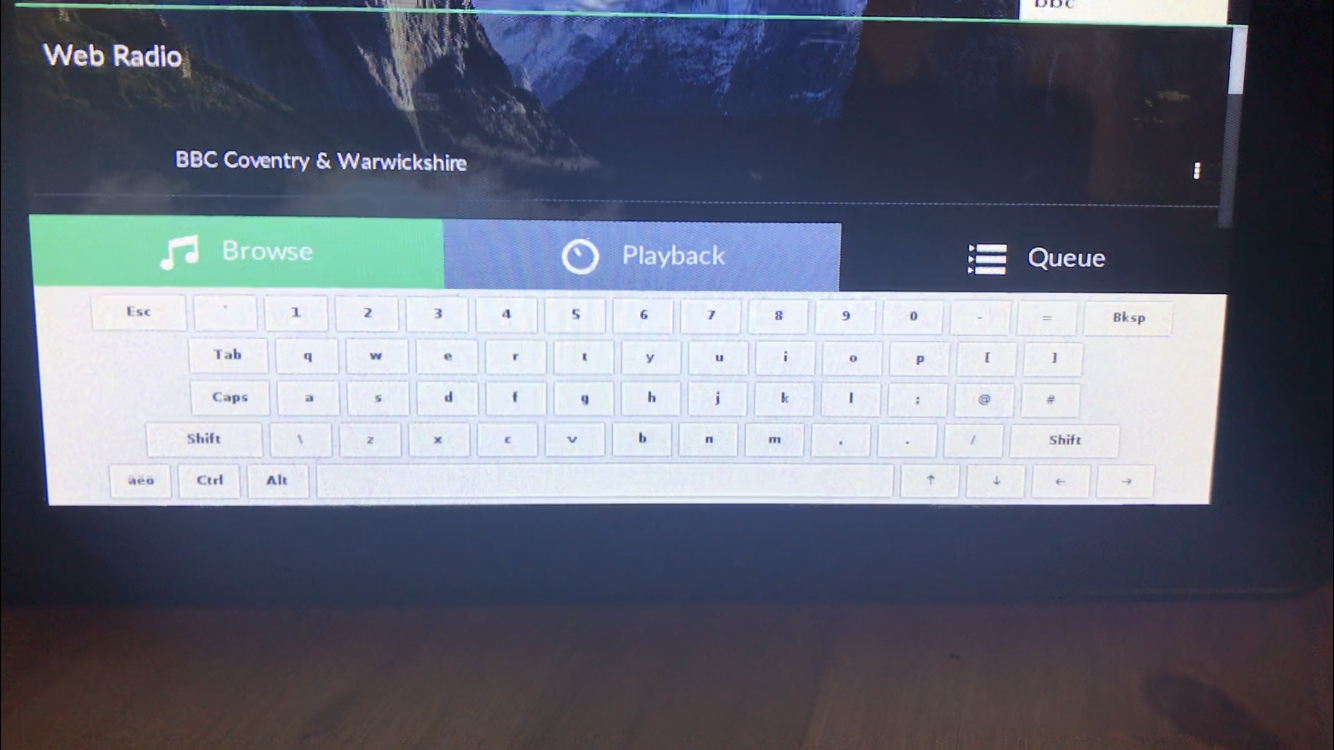 bbc
Web Radio
BBC Coventry & Warwickshire
Browse Playback Queue
Esc ` 1 2 3 4 5 6 7 8 9 0 - = Bksp
Tab q w e r t y u i o p [ ]
Caps a s d f g h j k l ; @ #
Shift \ z x c v b n m , . / Shift
Ctrl Alt ↑ ↓ ← →